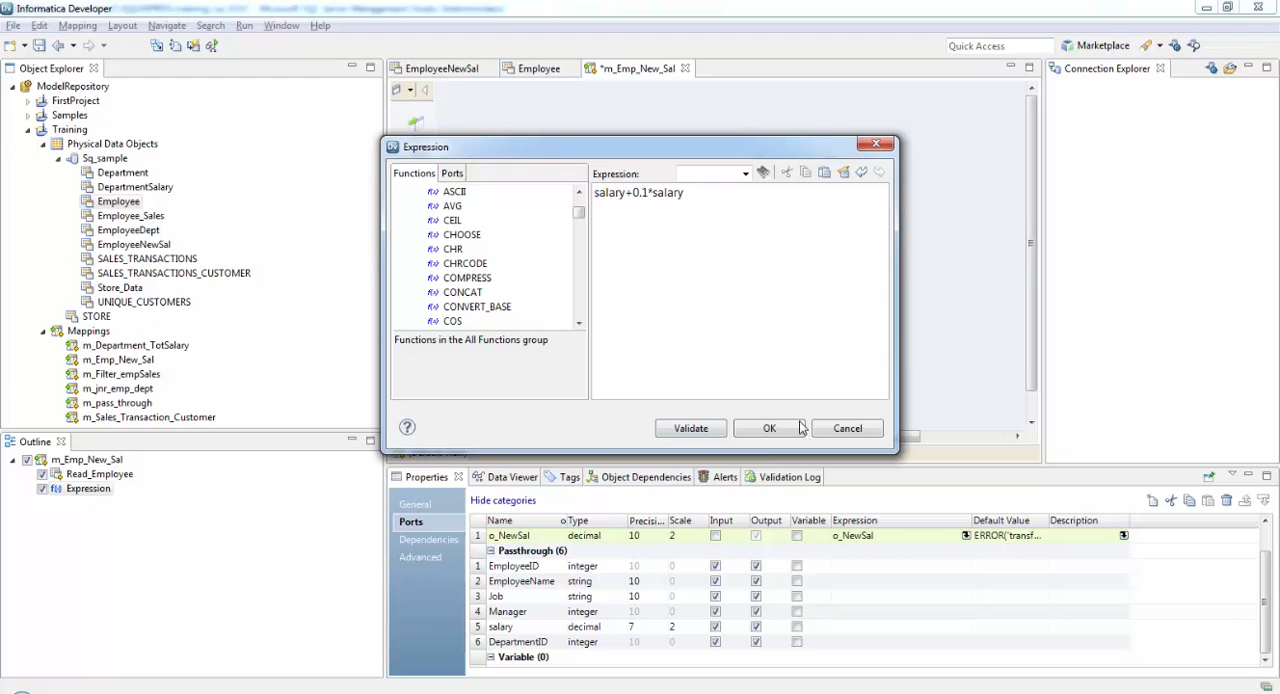 Informatica Developer
File Edit Mapping Layout Navigate Search Run Window Help
Quick Access Marketplace
Object Explorer
ModelRepository
FirstProject
Samples
Training
Physical Data Objects
Sq_sample
Department
DepartmentSalary
Employee
Employee_Sales
EmployeeDept
EmployeeNewSal
SALES_TRANSACTIONS
SALES_TRANSACTIONS_CUSTOMER
Store_Data
UNIQUE_CUSTOMERS
STORE
Mappings
m_Department_TotSalary
m_Emp_New_Sal
m_Filter_empSales
m_jnr_emp_dept
m_pass_through
m_Sales_Transaction_Customer
Outline
m_Emp_New_Sal
Read_Employee
Expression
EmployeeNewSal Employee *m_Emp_New_Sal
Connection Explorer
Expression
Functions Ports
ASCII
AVG
CEIL
CHOOSE
CHR
CHRCODE
COMPRESS
CONCAT
CONVERT_BASE
COS
Functions in the All Functions group
Expression:
salary+0.1*salary
Validate OK Cancel
Properties Data Viewer Tags Object Dependencies Alerts Validation Log
General
Ports
Dependencies
Advanced
Hide categories
Name Type Precisi... Scale Input Output Variable Expression Default Value Description
1 o_NewSal decimal 10 2 o_NewSal ERROR('transf...
Passthrough (6)
1 EmployeeID integer 10 0
2 EmployeeName string 10 0
3 Job string 10 0
4 Manager integer 10 0
5 salary decimal 7 2
6 DepartmentID integer 10 0
Variable (0)